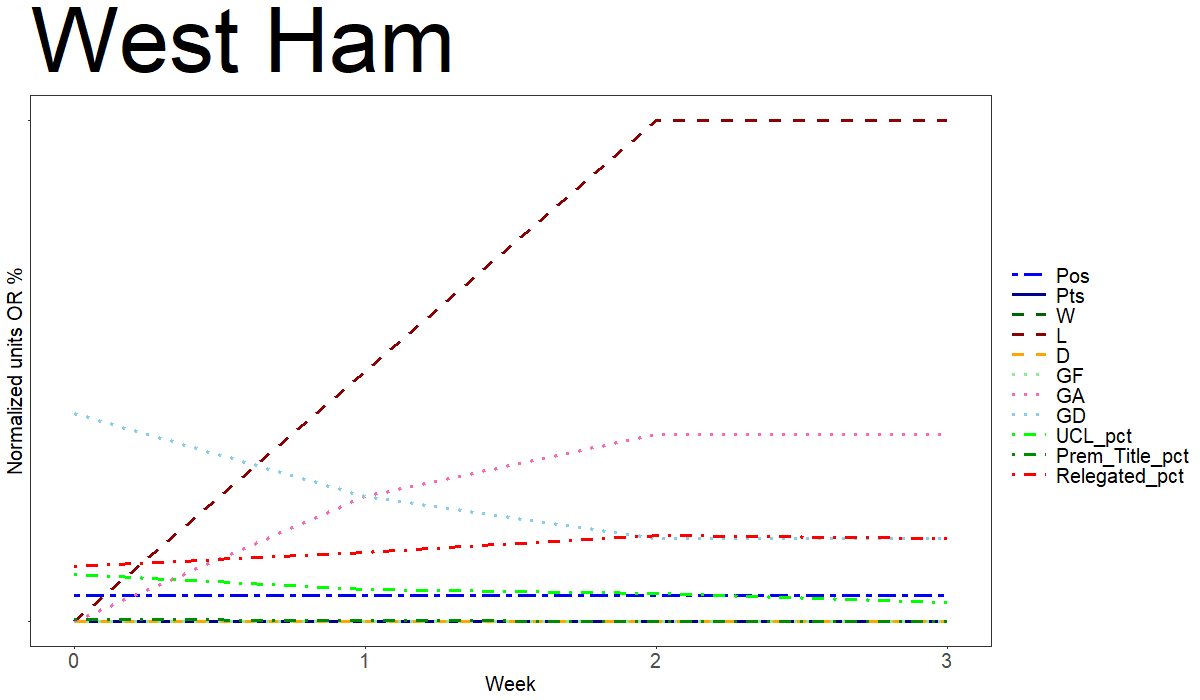 West Ham
Normalized units OR %
0 1 2 3
Week
Pos
Pts
W
L
D
GF
GA
GD
UCL_pct
Prem_Title_pct
Relegated_pct